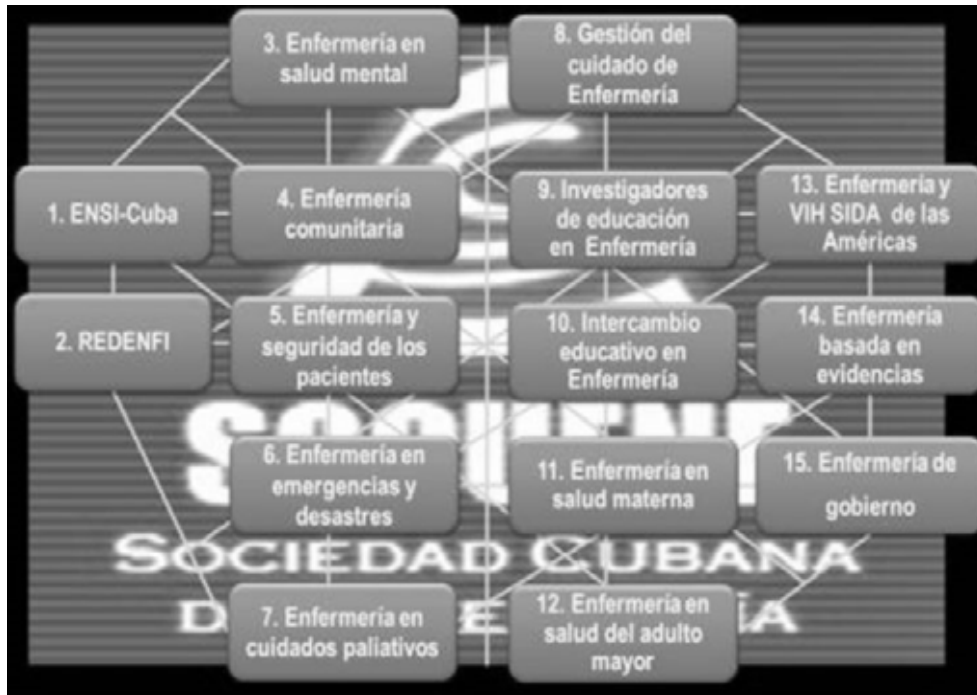 3. Enfermería en
salud mental
8. Gestión del
cuidado de
Enfermería
1. ENSI-Cuba
4. Enfermería
comunitaria
9. Investigadores
de educación
en Enfermería
13. Enfermería y
VIH SIDA de las
Américas
2. REDENFI
5. Enfermería y
seguridad de los
pacientes
10. Intercambio
educativo en
Enfermería
14. Enfermería
basada en
evidencias
6. Enfermería en
emergencias y
desastres
11. Enfermería en
salud materna
15. Enfermería de
gobierno
SOCIEDAD CUBANA
7. Enfermería en
cuidados paliativos
12. Enfermería en
salud del adulto
mayor